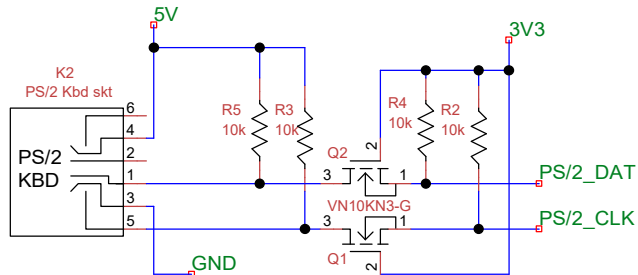 5V
3V3
K2
PS/2 Kbd skt
6
4
2
1
3
5
PS/2
KBD
R5
10k
R3
10k
R4
10k
R2
10k
Q2
2
3
1
VN10KN3-G
3
1
Q1
2
PS/2_DAT
PS/2_CLK
GND